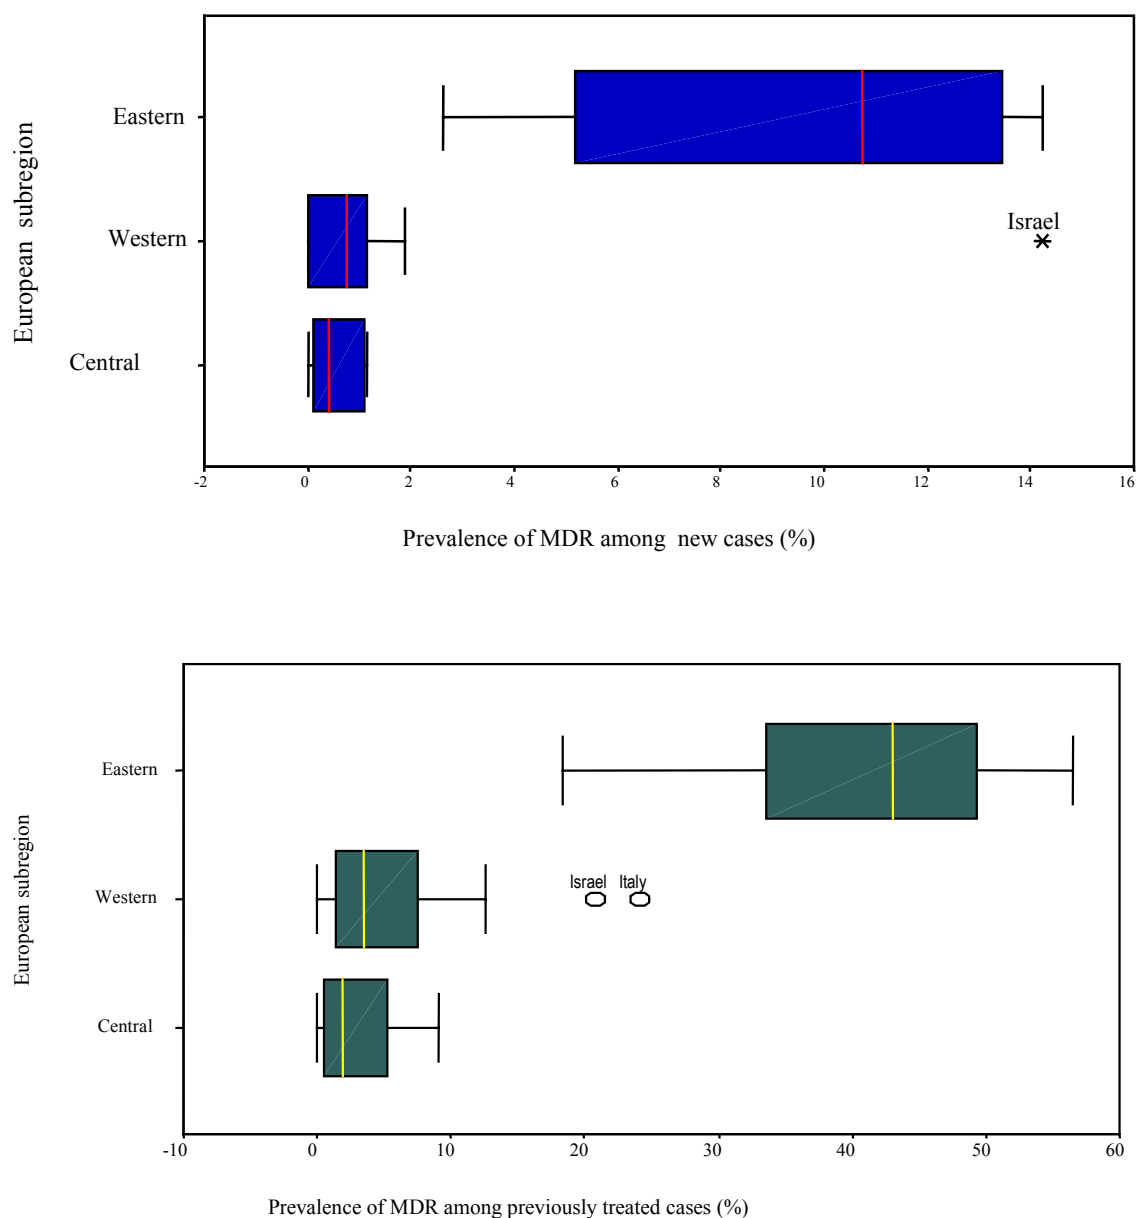 Eastern
Western
Israel
Central
European subregion
-2 0 2 4 6 8 10 12 14 16
Prevalence of MDR among new cases (%)
Eastern
Western
Israel Italy
Central
European subregion
-10 0 10 20 30 40 50 60
Prevalence of MDR among previously treated cases (%)